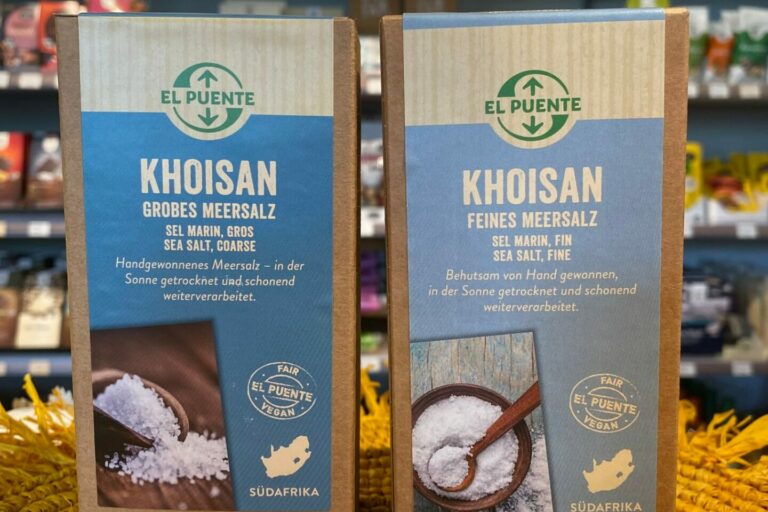 EL PUENTE
KHOISAN
GROBES MEERSALZ
SEL MARIN, GROS
SEA SALT, COARSE
Handgewonnenes Meersalz – in der
Sonne getrocknet und schonend
weiterverarbeitet.
FAIR
EL PUENTE
VEGAN
SÜDAFRIKA
EL PUENTE
KHOISAN
FEINES MEERSALZ
SEL MARIN, FIN
SEA SALT, FINE
Behutsam von Hand gewonnen,
in der Sonne getrocknet und schonend
weiterverarbeitet.
FAIR
EL PUENTE
VEGAN
SÜDAFRIKA